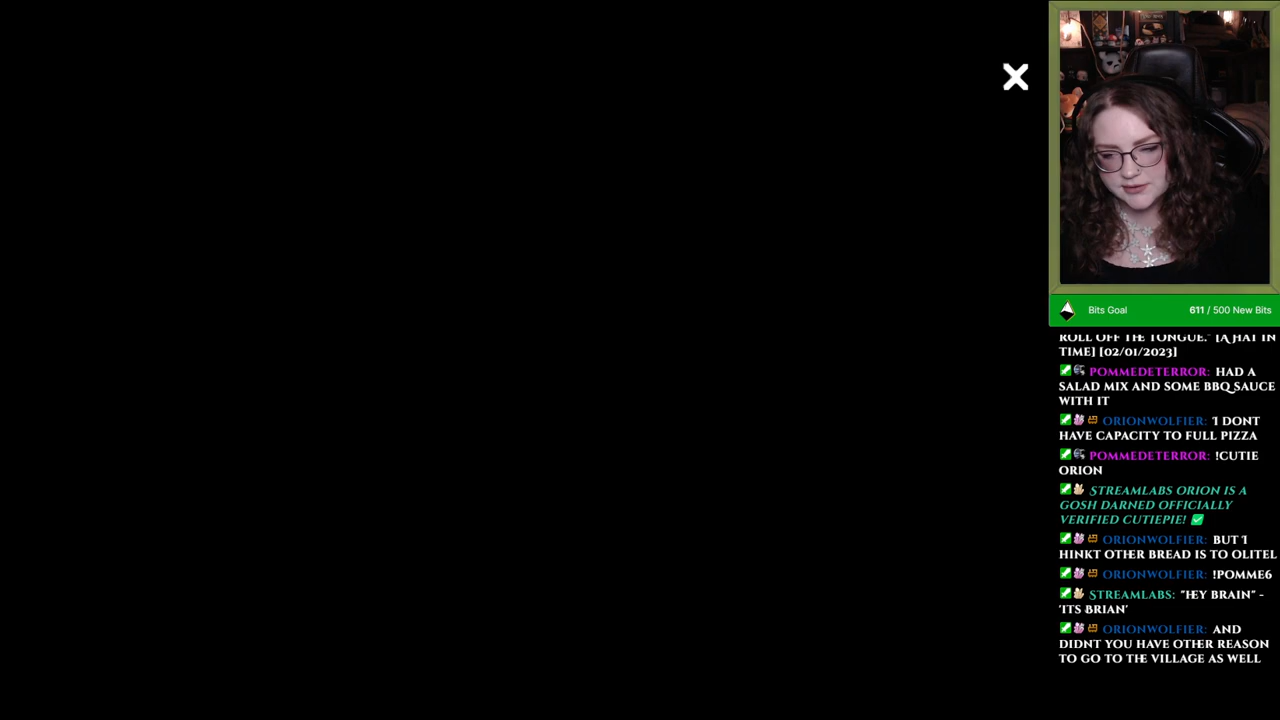 Bits Goal 611 / 500 New Bits
ROLL OFF THE TONGUE." [A HAT IN
TIME] [02/01/2023]
POMMEDETERROR: HAD A
SALAD MIX AND SOME BBQ SAUCE
WITH IT
ORIONWOLFIER: I DONT
HAVE CAPACITY TO FULL PIZZA
POMMEDETERROR: !CUTIE
ORION
STREAMLABS ORION IS A
GOSH DARNED OFFICIALLY
VERIFIED CUTIEPIE! ✅
ORIONWOLFIER: BUT I
HINKT OTHER BREAD IS TO OLITEL
ORIONWOLFIER: !POMME6
STREAMLABS: "HEY BRAIN" -
'ITS BRIAN'
ORIONWOLFIER: AND
DIDNT YOU HAVE OTHER REASON
TO GO TO THE VILLAGE AS WELL